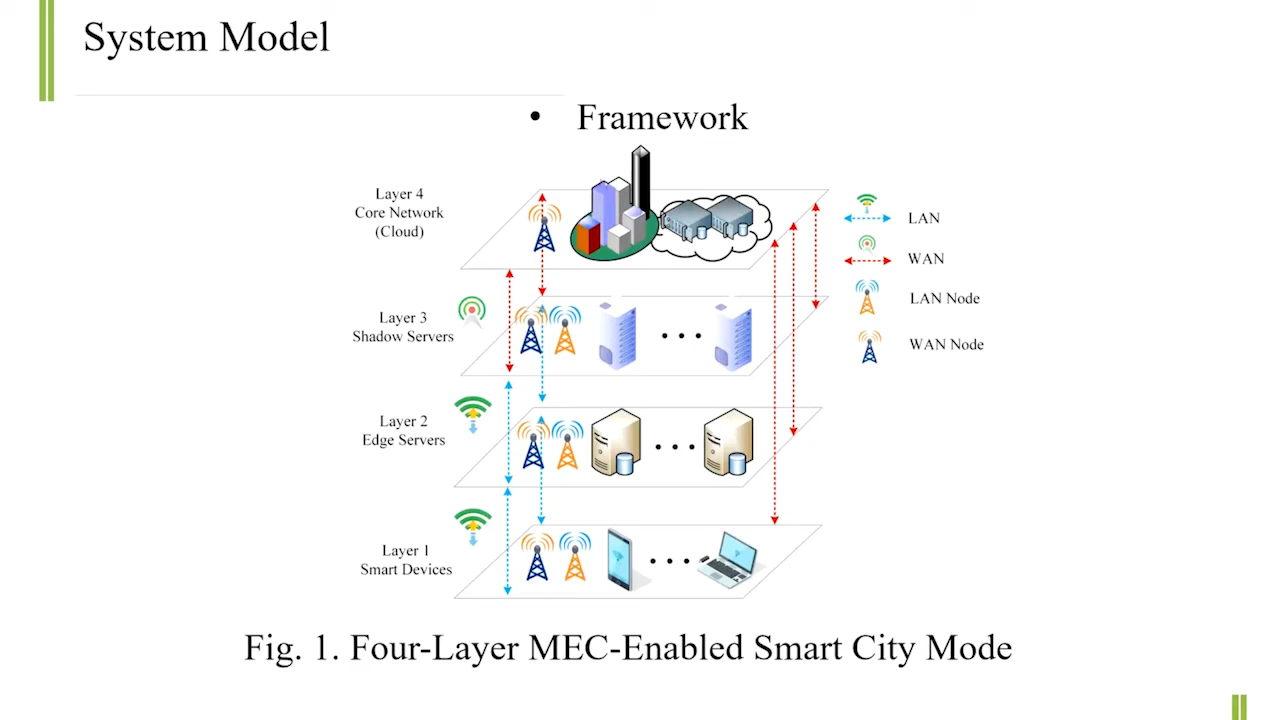 System Model
• Framework
Layer 4
Core Network
(Cloud)
LAN
WAN
LAN Node
WAN Node
Layer 3
Shadow Servers
Layer 2
Edge Servers
Layer 1
Smart Devices
Fig. 1. Four-Layer MEC-Enabled Smart City Mode